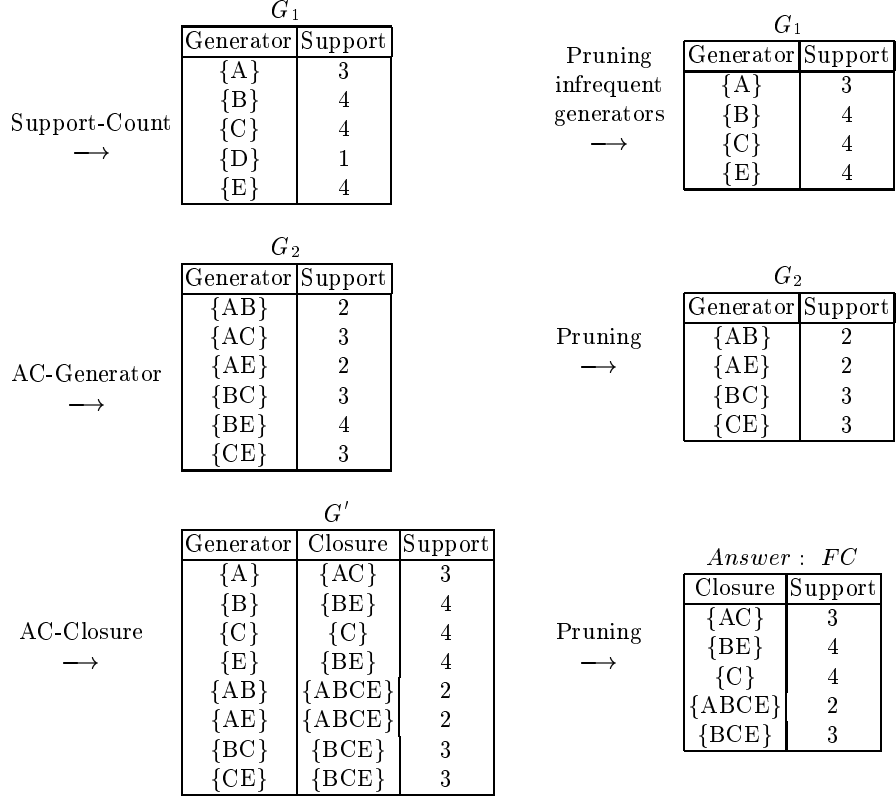 G1
Generator Support
{A} 3
{B} 4
{C} 4
{D} 1
{E} 4
Support-Count
→
Pruning
infrequent
generators
→
G1
Generator Support
{A} 3
{B} 4
{C} 4
{E} 4
AC-Generator
→
G2
Generator Support
{AB} 2
{AC} 3
{AE} 2
{BC} 3
{BE} 4
{CE} 3
Pruning
→
G2
Generator Support
{AB} 2
{AE} 2
{BC} 3
{CE} 3
AC-Closure
→
G'
Generator Closure Support
{A} {AC} 3
{B} {BE} 4
{C} {C} 4
{E} {BE} 4
{AB} {ABCE} 2
{AE} {ABCE} 2
{BC} {BCE} 3
{CE} {BCE} 3
Pruning
→
Answer : FC
Closure Support
{AC} 3
{BE} 4
{C} 4
{ABCE} 2
{BCE} 3